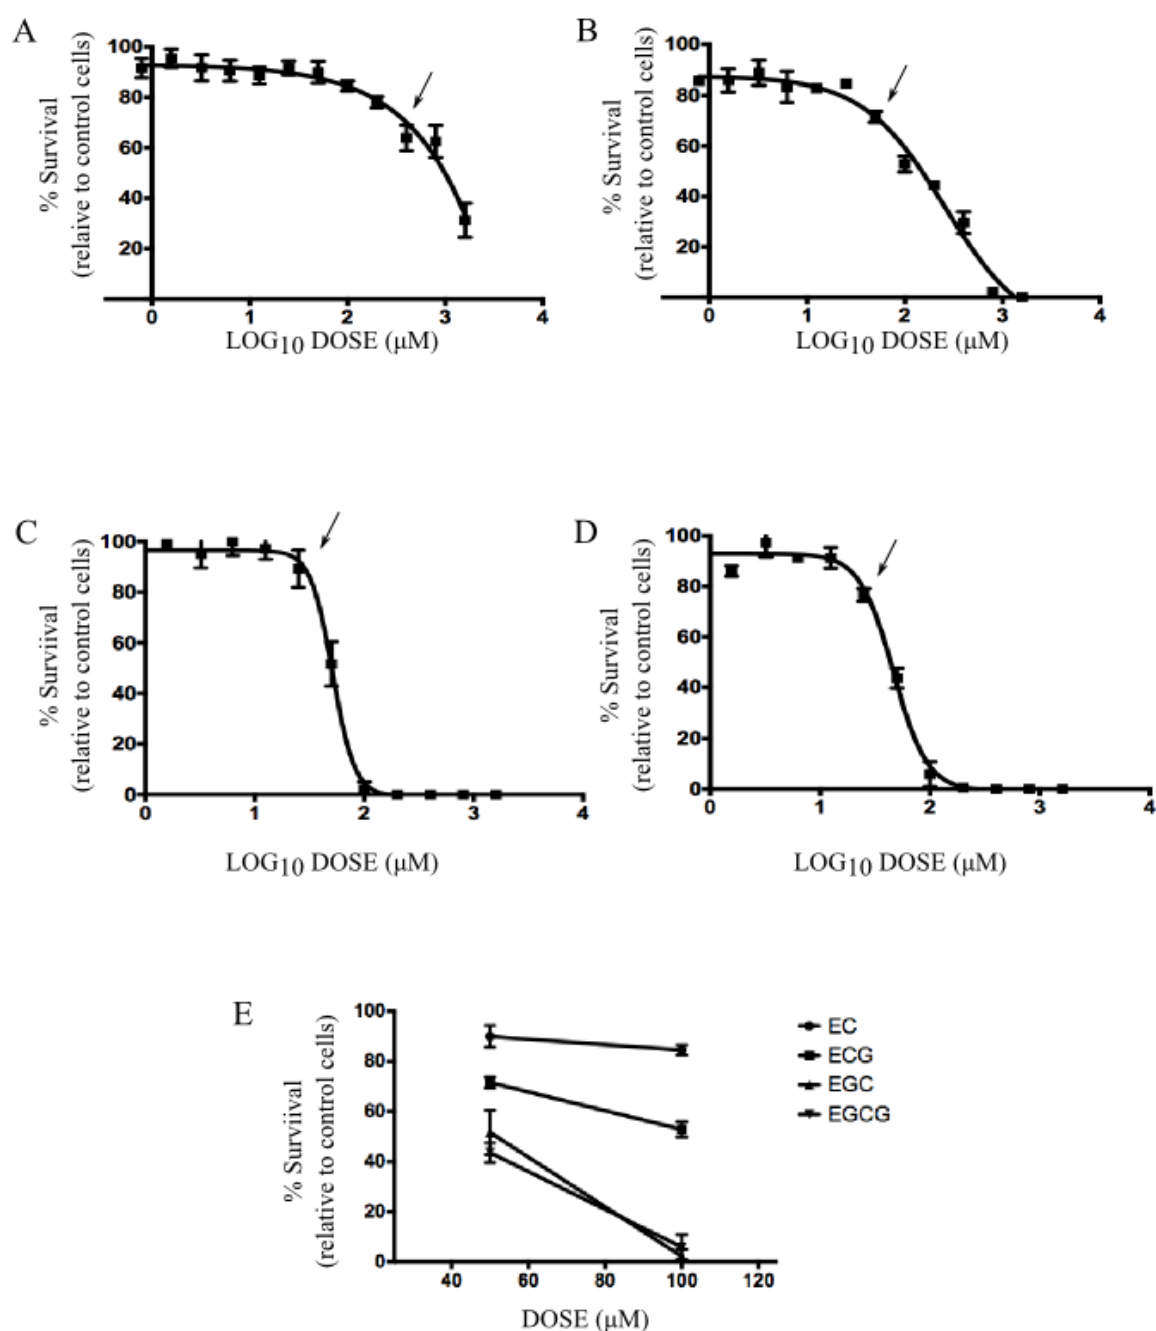 A
100
80
60
40
20
% Survival
(relaive to control cells)
0 1 2 3 4
LOG10 DOSE (μM)
B
100
80
60
40
20
% Survival
(relative to control cells)
0 1 2 3 4
LOG10 DOSE (μM)
C
100
80
60
40
20
0
% Surviival
(relative to control cells)
0 1 2 3 4
LOG10 DOSE (μM)
D
100
80
60
40
20
0
% Survival
(relative to control cells)
0 1 2 3 4
LOG10 DOSE (μM)
E
100
80
60
40
20
0
% Surviival
(relative to control cells)
40 60 80 100 120
DOSE (μM)
EC
ECG
EGC
EGCG